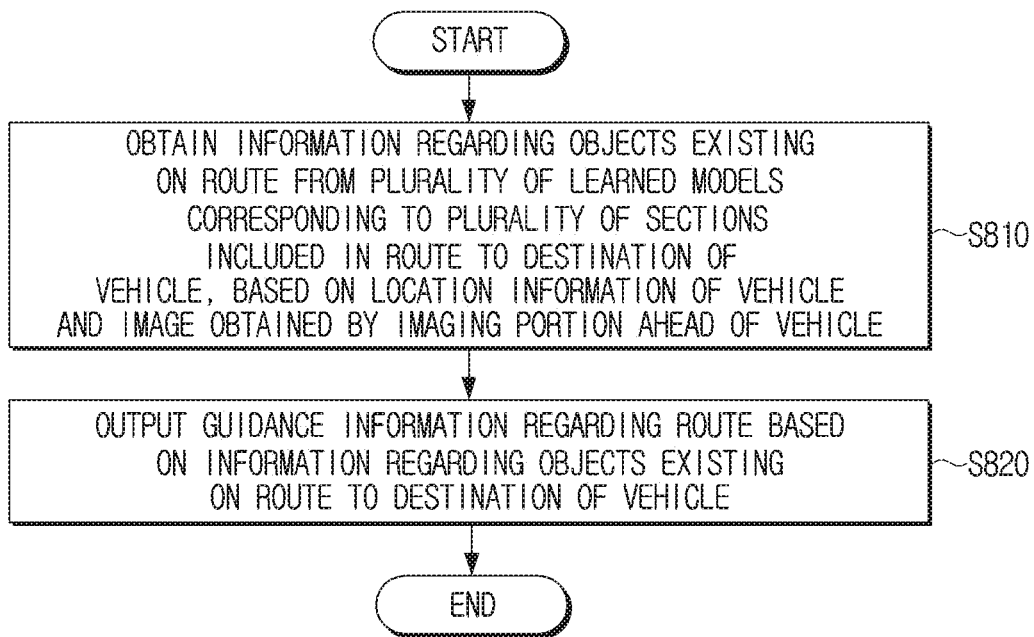 START
OBTAIN INFORMATION REGARDING OBJECTS EXISTING
ON ROUTE FROM PLURALITY OF LEARNED MODELS
CORRESPONDING TO PLURALITY OF SECTIONS
INCLUDED IN ROUTE TO DESTINATION OF
VEHICLE, BASED ON LOCATION INFORMATION OF VEHICLE
AND IMAGE OBTAINED BY IMAGING PORTION AHEAD OF VEHICLE
S810
OUTPUT GUIDANCE INFORMATION REGARDING ROUTE BASED
ON INFORMATION REGARDING OBJECTS EXISTING
ON ROUTE TO DESTINATION OF VEHICLE
S820
END